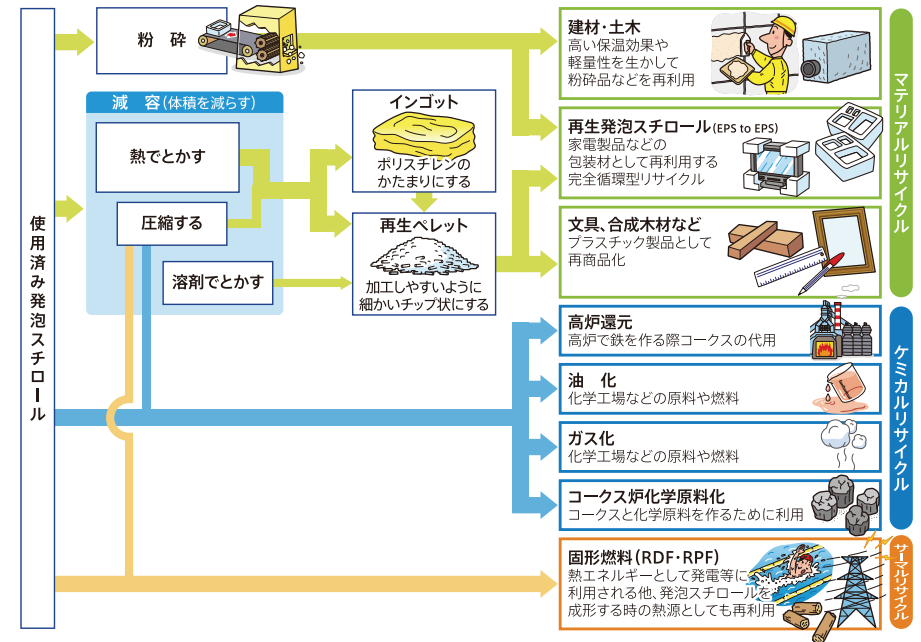 使用済み発泡スチロール
粉 砕
減 容(体積を減らす)
熱でとかす
圧縮する
溶剤でとかす
インゴット
ポリスチレンの
かたまりにする
再生ペレット
加工しやすいように
細かいチップ状にする
建材・土木
高い保温効果や
軽量性を生かして
粉砕品などを再利用
再生発泡スチロール(EPS to EPS)
家電製品などの
包装材として再利用する
完全循環型リサイクル
文具、合成木材など
プラスチック製品として
再商品化
マテリアルリサイクル
高炉還元
高炉で鉄を作る際コークスの代用
油 化
化学工場などの原料や燃料
ガス化
化学工場などの原料や燃料
コークス炉化学原料化
コークスと化学原料を作るために利用
ケミカルリサイクル
固形燃料(RDF・RPF)
熱エネルギーとして発電等に
利用される他、発泡スチロールを
成形する時の熱源としても再利用
サーマルリサイクル